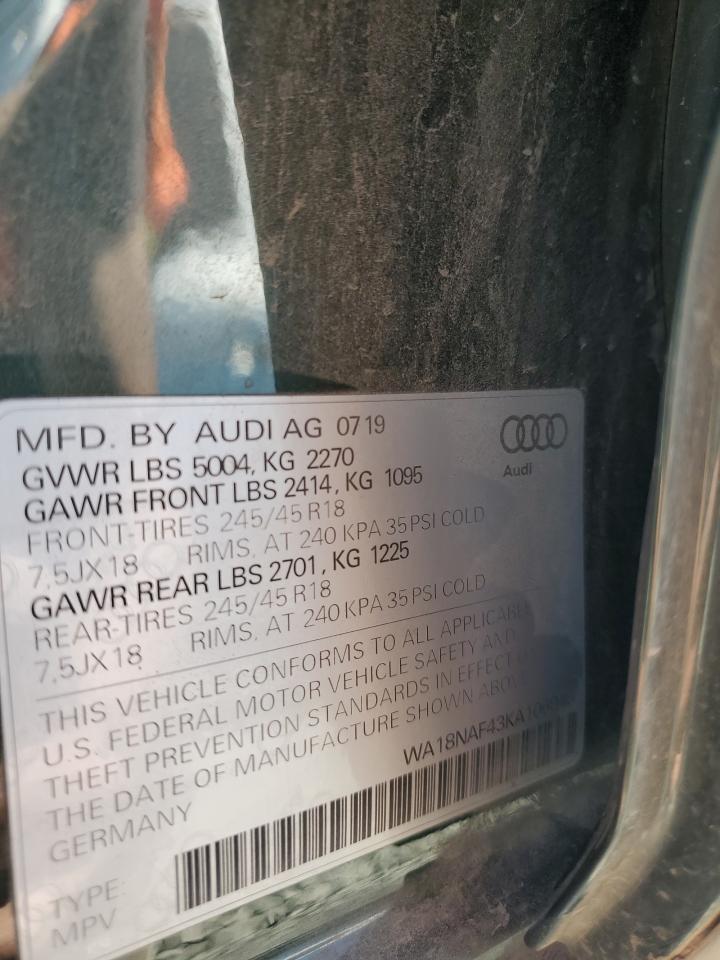 MFD. BY AUDI AG 07 19
Audi
GVWR LBS 5004, KG 2270
GAWR FRONT LBS 2414, KG 1095
FRONT-TIRES 245/45 R18
7,5JX18 RIMS, AT 240 KPA 35 PSI COLD
GAWR REAR LBS 2701, KG 1225
REAR-TIRES 245/45 R18
7,5JX18 RIMS, AT 240 KPA 35 PSI COLD
THIS VEHICLE CONFORMS TO ALL APPLICABLE
U.S. FEDERAL MOTOR VEHICLE SAFETY AND
THEFT PREVENTION STANDARDS IN EFFECT
THE DATE OF MANUFACTURE SHOWN ABOVE
GERMANY
TYPE:
MPV